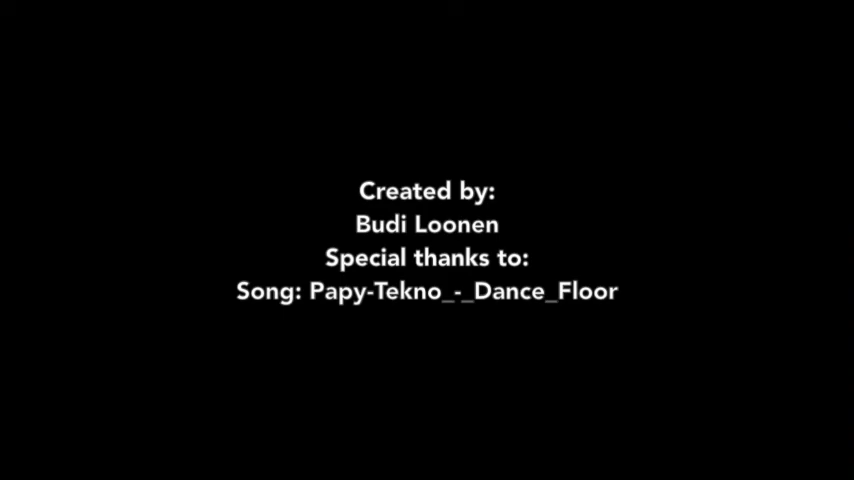 Created by:
Budi Loonen
Special thanks to:
Song: Papy-Tekno_-_Dance_Floor